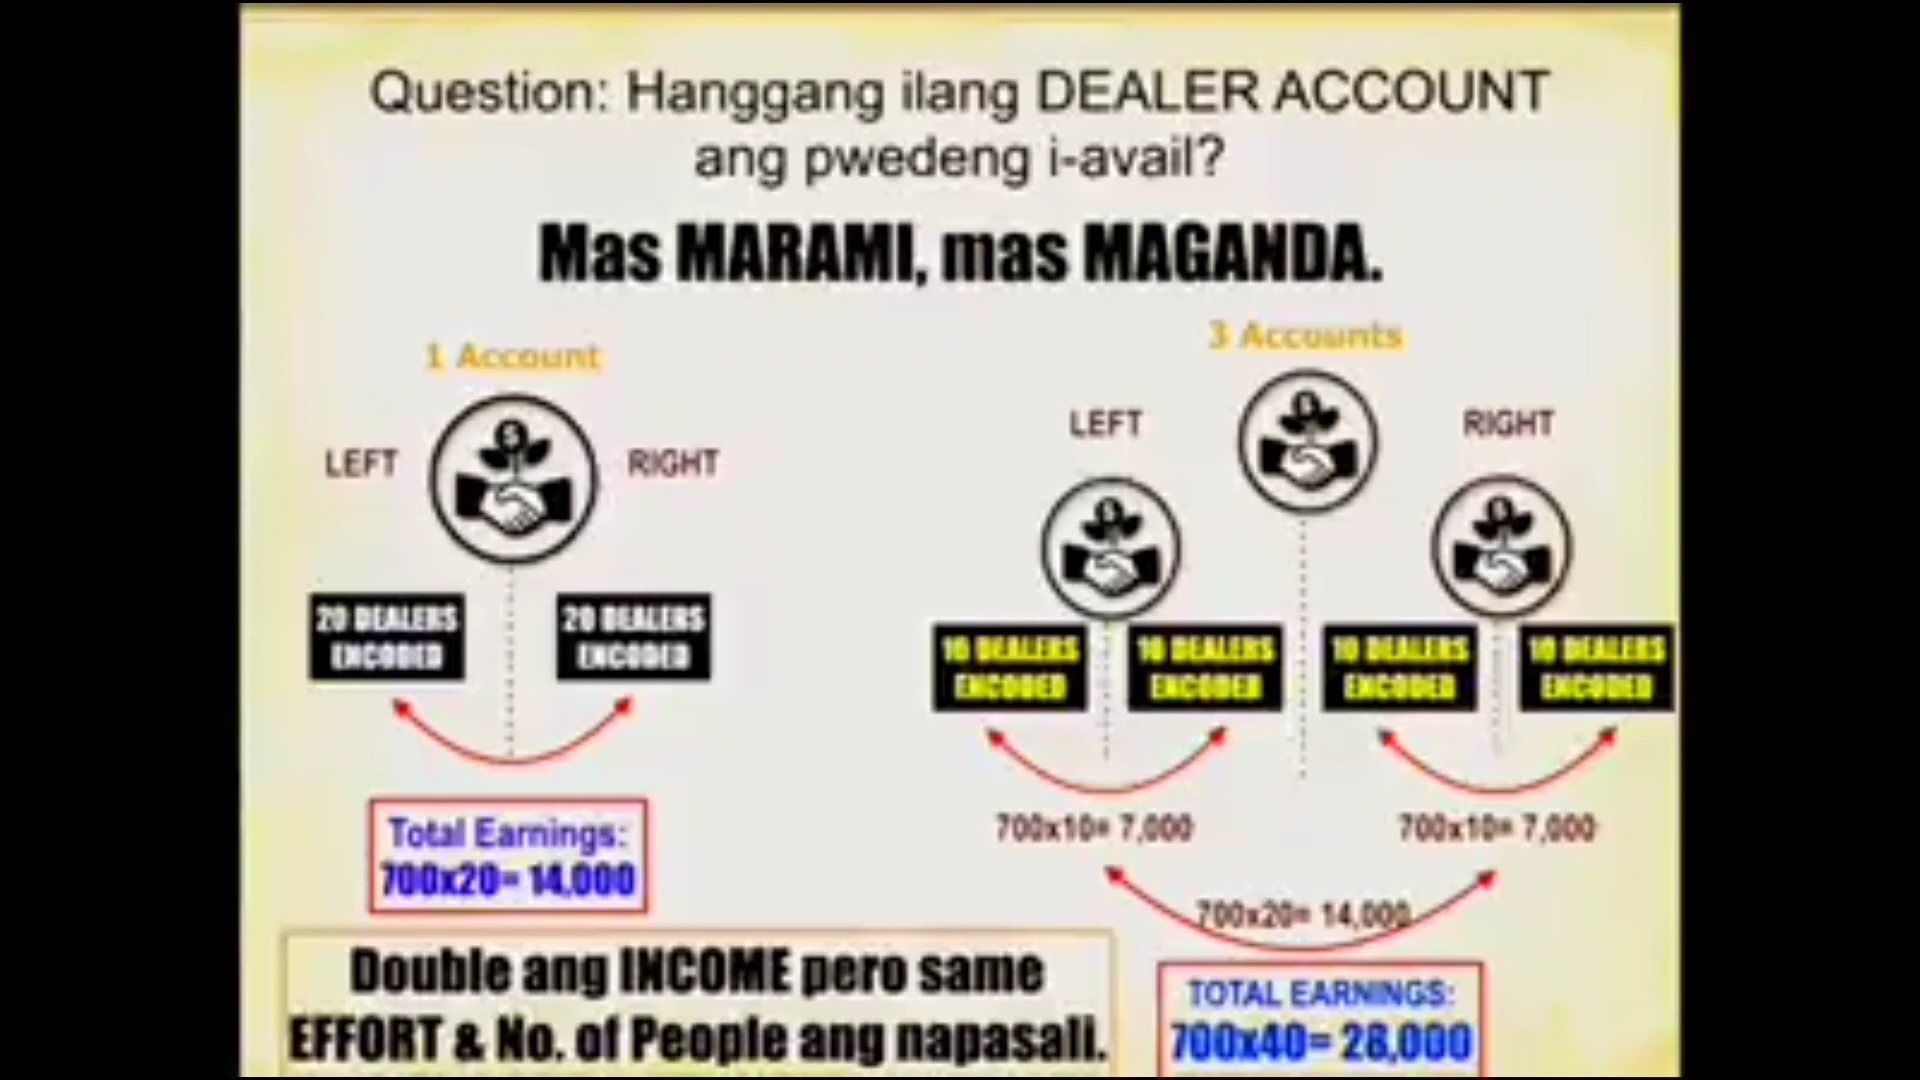 Question: Hanggang ilang DEALER ACCOUNT
ang pwedeng i-avail?
Mas MARAMI, mas MAGANDA.
1 Account
LEFT
RIGHT
20 DEALERS
ENCODED
20 DEALERS
ENCODED
Total Earnings:
700x20= 14,000
3 Accounts
LEFT
RIGHT
10 DEALERS
ENCODED
10 DEALERS
ENCODED
10 DEALERS
ENCODED
10 DEALERS
ENCODED
700x10= 7,000
700x10= 7,000
700x20= 14,000
TOTAL EARNINGS:
700x40= 28,000
Double ang INCOME pero same
EFFORT & No. of People ang napasali.